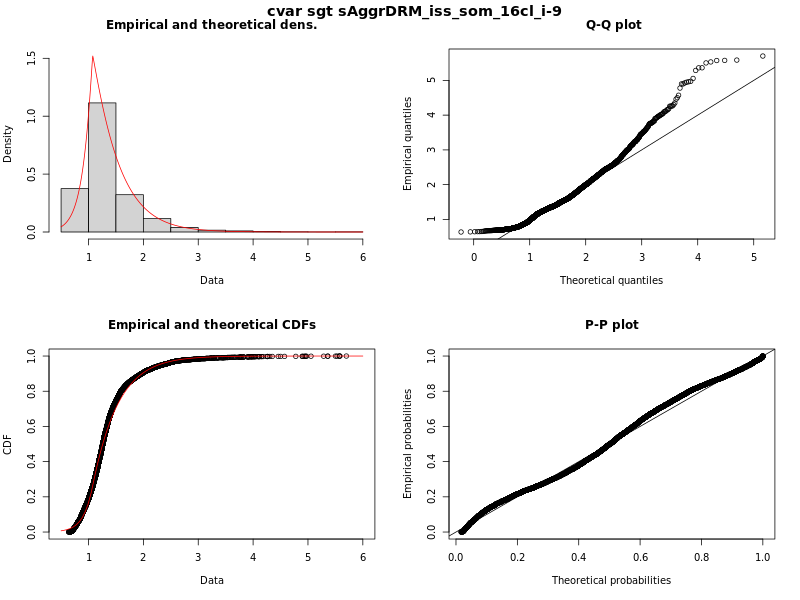 cvar sgt sAggrDRM_iss_som_16cl_i-9
Empirical and theoretical dens.
Density
0.0 0.5 1.0 1.5
1 2 3 4 5 6
Data
Q-Q plot
Empirical quantiles
1 2 3 4 5
0 1 2 3 4 5
Theoretical quantiles
Empirical and theoretical CDFs
CDF
0.0 0.2 0.4 0.6 0.8 1.0
1 2 3 4 5 6
Data
P-P plot
Empirical probabilities
0.0 0.2 0.4 0.6 0.8 1.0
0.0 0.2 0.4 0.6 0.8 1.0
Theoretical probabilities